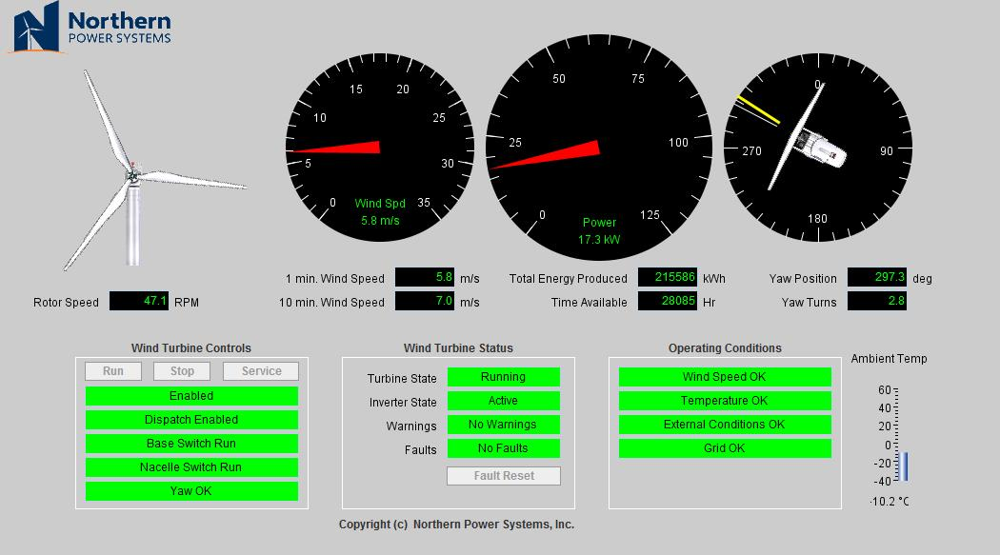 Northern
POWER SYSTEMS
15
20
10
25
5
30
0
35
Wind Spd
5.8 m/s
50
75
25
100
0
125
Power
17.3 kW
0
270
90
180
1 min. Wind Speed 5.8 m/s
10 min. Wind Speed 7.0 m/s
Total Energy Produced 215586 kWh
Time Available 28085 Hr
Yaw Position 297.3 deg
Yaw Turns 2.8
Rotor Speed 47.1 RPM
Wind Turbine Controls
Run Stop Service
Enabled
Dispatch Enabled
Base Switch Run
Nacelle Switch Run
Yaw OK
Wind Turbine Status
Turbine State Running
Inverter State Active
Warnings No Warnings
Faults No Faults
Fault Reset
Operating Conditions
Wind Speed OK
Temperature OK
External Conditions OK
Grid OK
Ambient Temp
60
40
20
0
-20
-40
-10.2 °C
Copyright (c) Northern Power Systems, Inc.